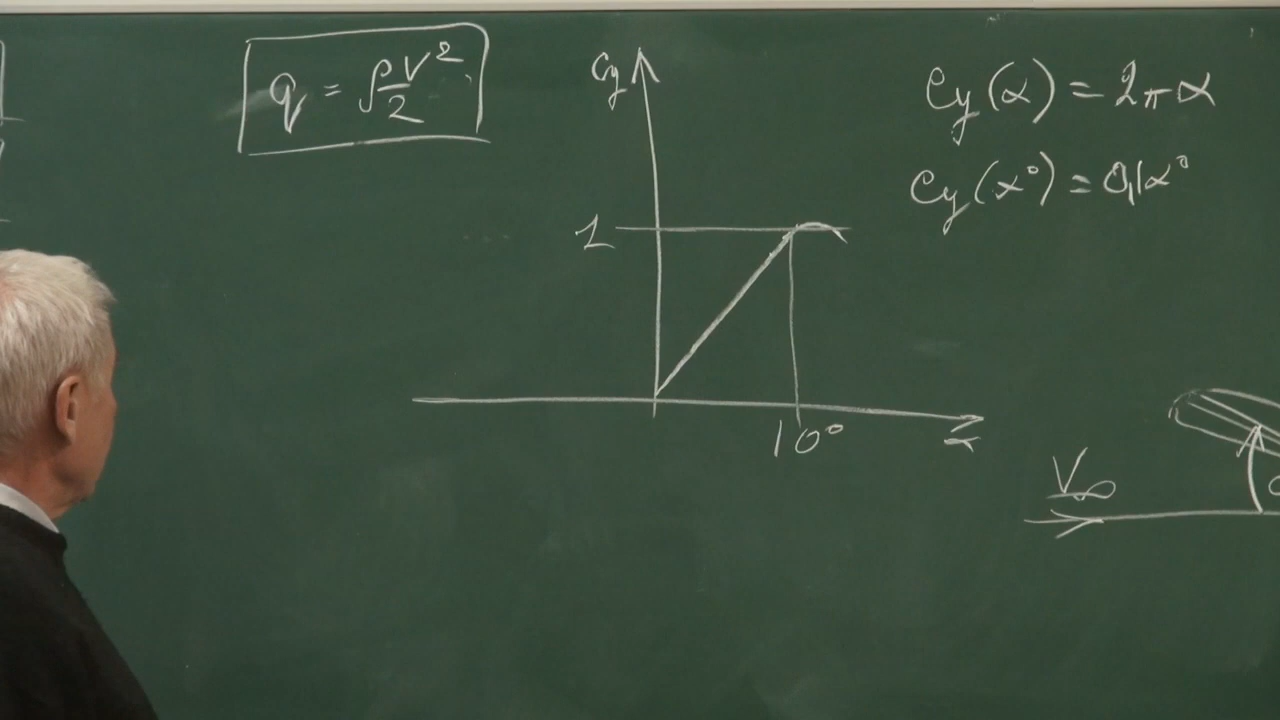 q = ρV²/2
Cy
Cy(α) = 2πα
Cy(α°) = 0,1α°
1
10°
α
V∞